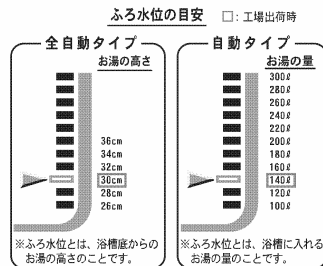 ふろ水位の目安 □:工場出荷時
全自動タイプ
お湯の高さ
36cm
34cm
32cm
30cm
28cm
26cm
※ふろ水位とは、浴槽底からの
お湯の高さのことです。
自動タイプ
お湯の量
300ℓ
280ℓ
260ℓ
240ℓ
220ℓ
200ℓ
180ℓ
160ℓ
140ℓ
120ℓ
100ℓ
※ふろ水位とは、浴槽に入れる
お湯の量のことです。